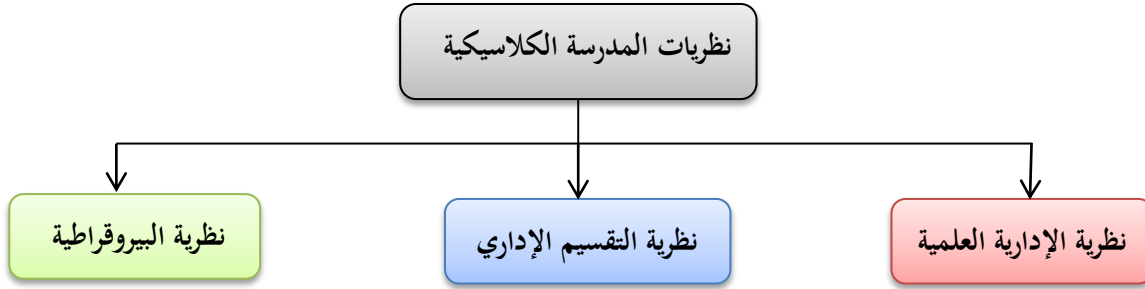 نظريات المدرسة الكلاسيكية
نظرية الإدارية العلمية
نظرية التقسيم الإداري
نظرية البيروقراطية